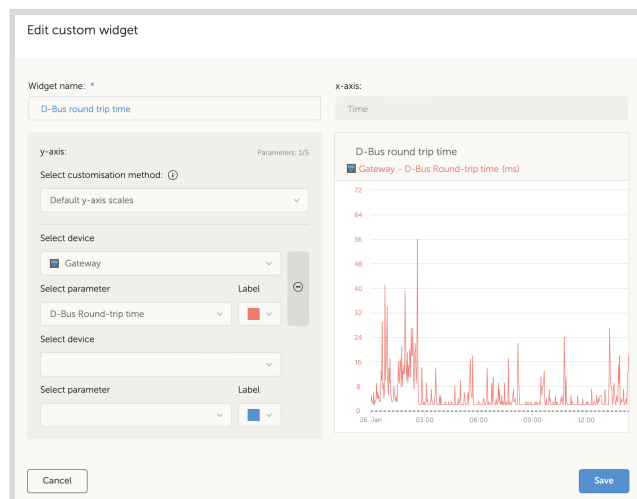 Edit custom widget
Widget name: *
x-axis:
D-Bus round trip time
Time
y-axis:
Parameters: 1/5
Select customisation method:
Default y-axis scales
Select device
Gateway
Select parameter
Label
D-Bus Round-trip time
Select device
Select parameter
Label
D-Bus round trip time
Gateway - D-Bus Round-trip time (ms)
72
64
56
48
40
32
24
16
8
0
26. Jan 03:00 06:00 09:00 12:00
Cancel
Save